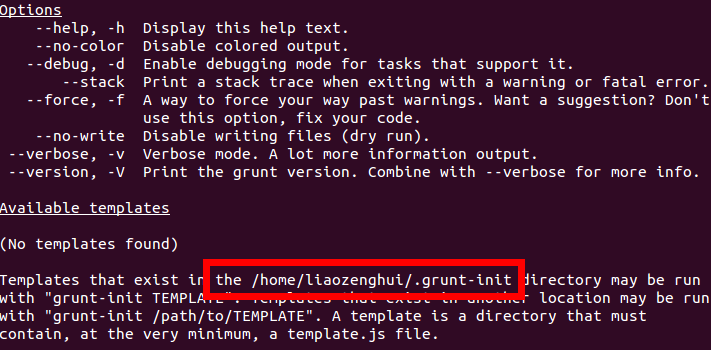 Options
--help, -h Display this help text.
--no-color Disable colored output.
--debug, -d Enable debugging mode for tasks that support it.
--stack Print a stack trace when exiting with a warning or fatal error.
--force, -f A way to force your way past warnings. Want a suggestion? Don't
use this option, fix your code.
--no-write Disable writing files (dry run).
--verbose, -v Verbose mode. A lot more information output.
--version, -V Print the grunt version. Combine with --verbose for more info.
Available templates
(No templates found)
Templates that exist in the /home/liaozenghui/.grunt-init directory may be run
with "grunt-init TEMPLATE". Templates that exist in another location may be run
with "grunt-init /path/to/TEMPLATE". A template is a directory that must
contain, at the very minimum, a template.js file.